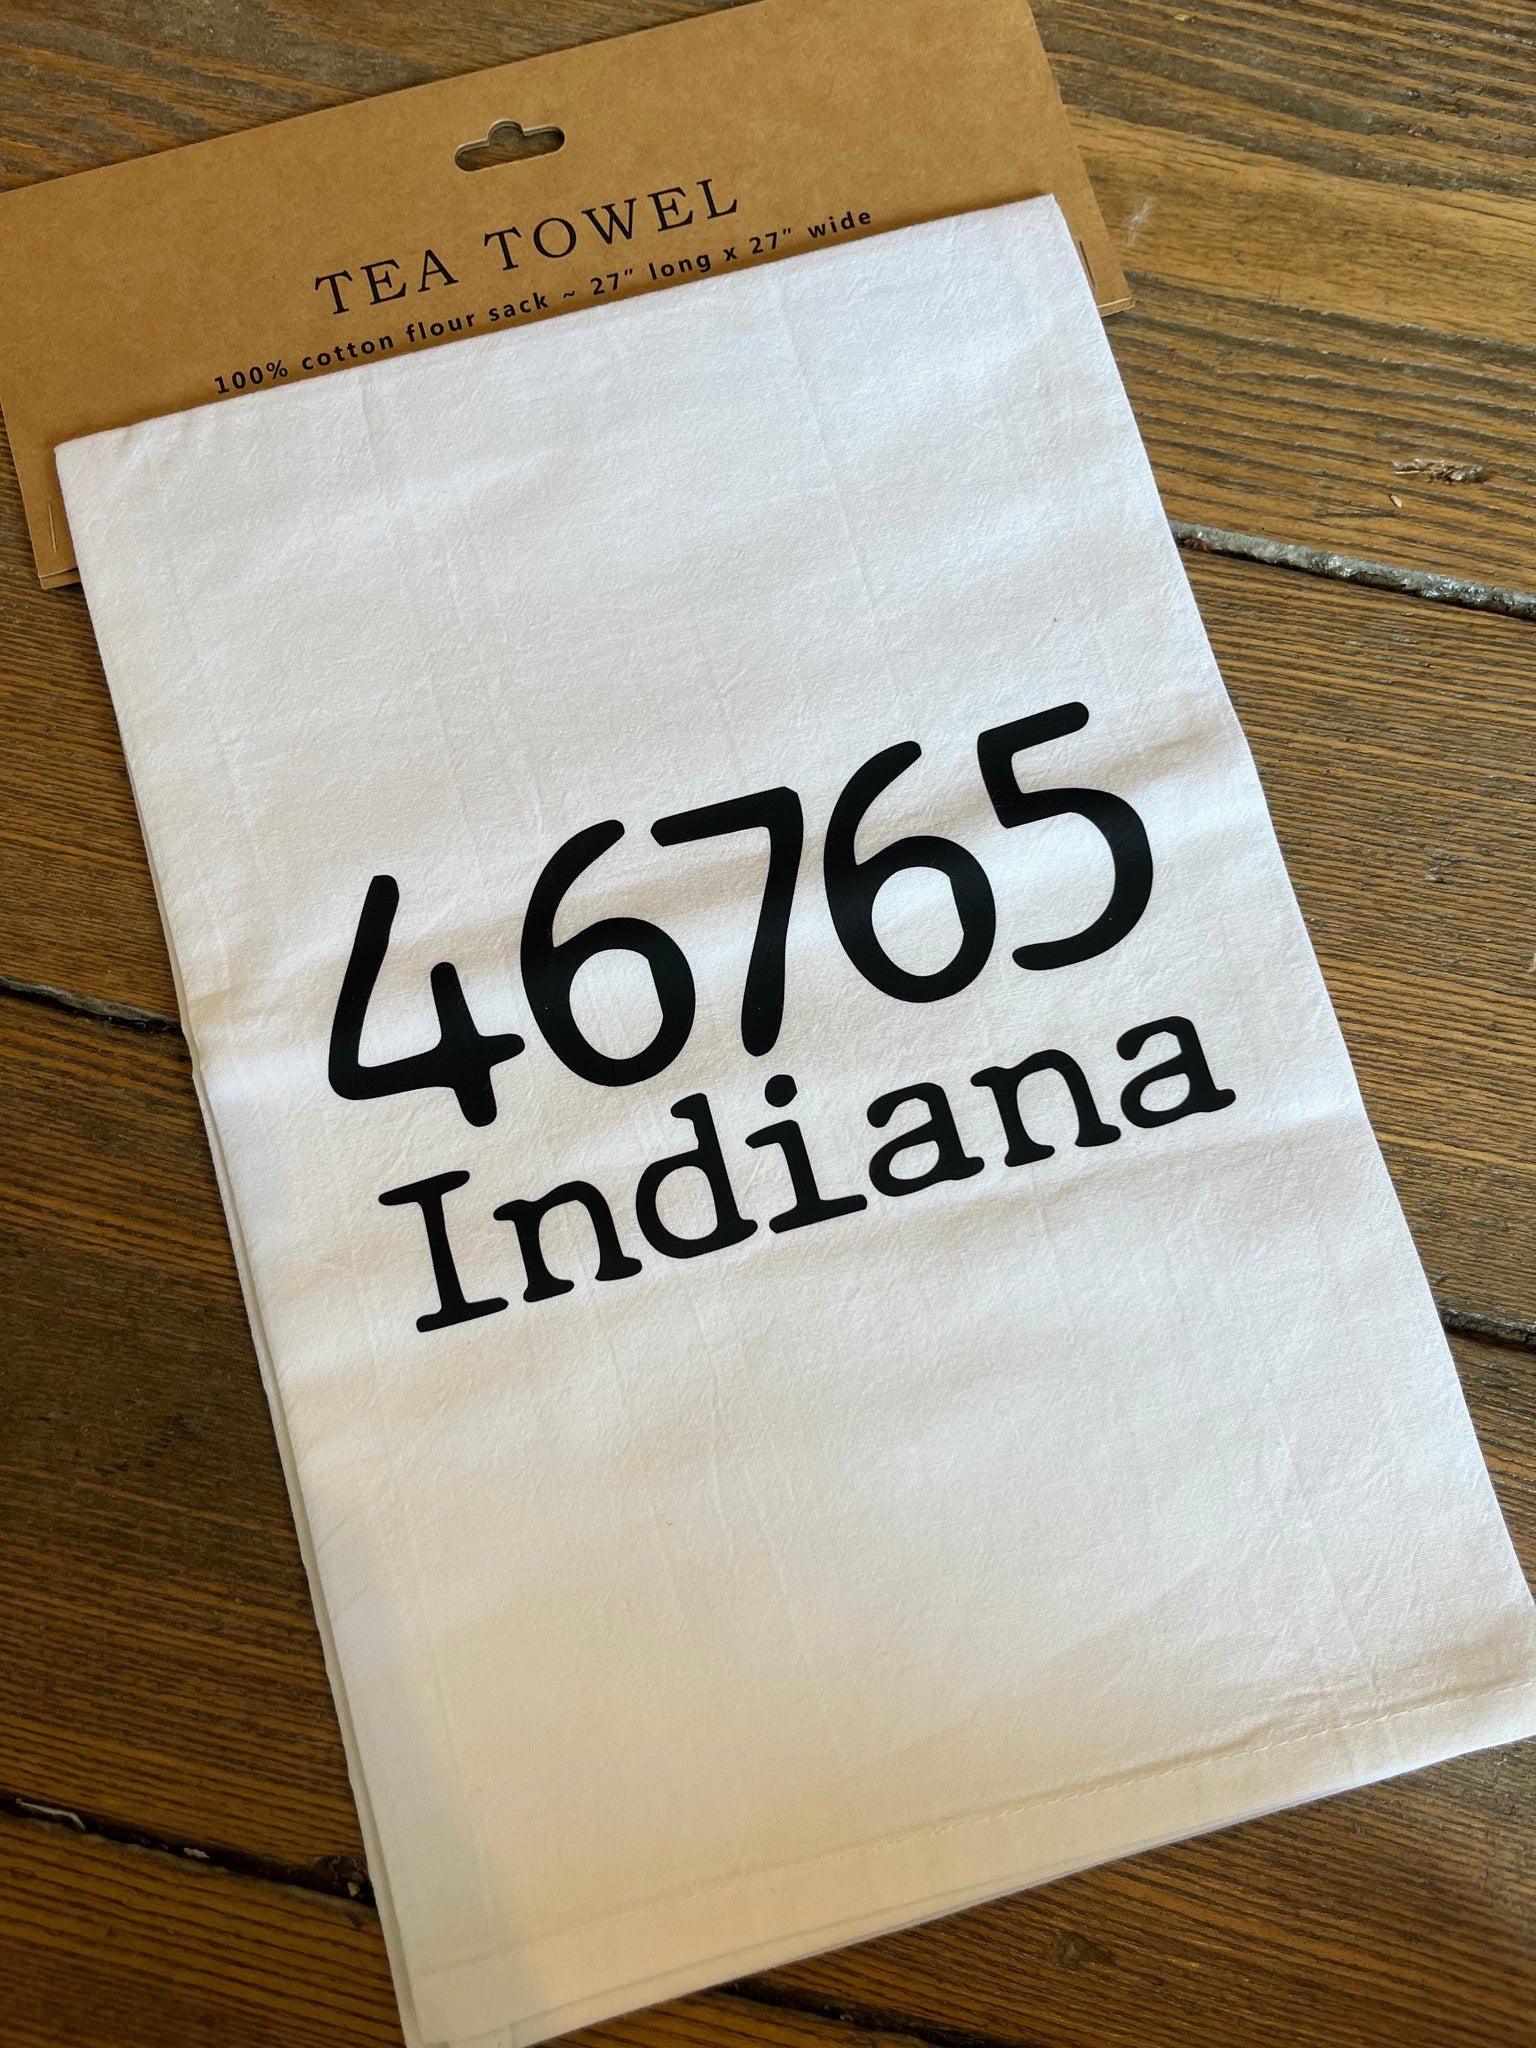 TEA TOWEL
100% cotton flour sack ~ 27" long x 27" wide
46765
Indiana